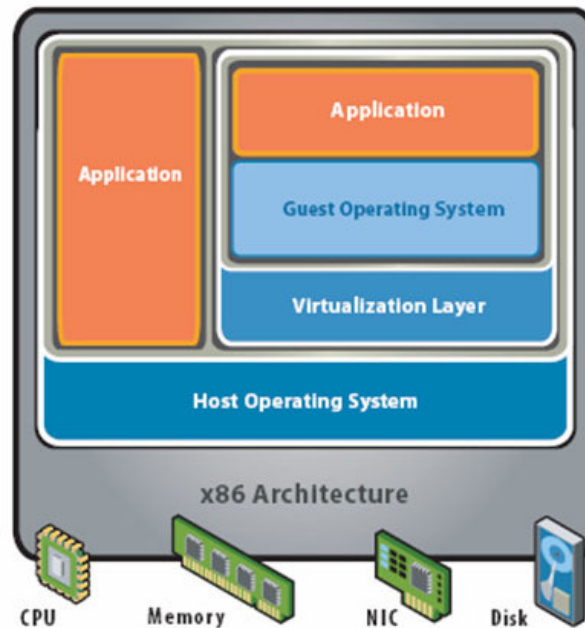 Application
Application
Guest Operating System
Virtualization Layer
Host Operating System
x86 Architecture
CPU
Memory
NIC
Disk